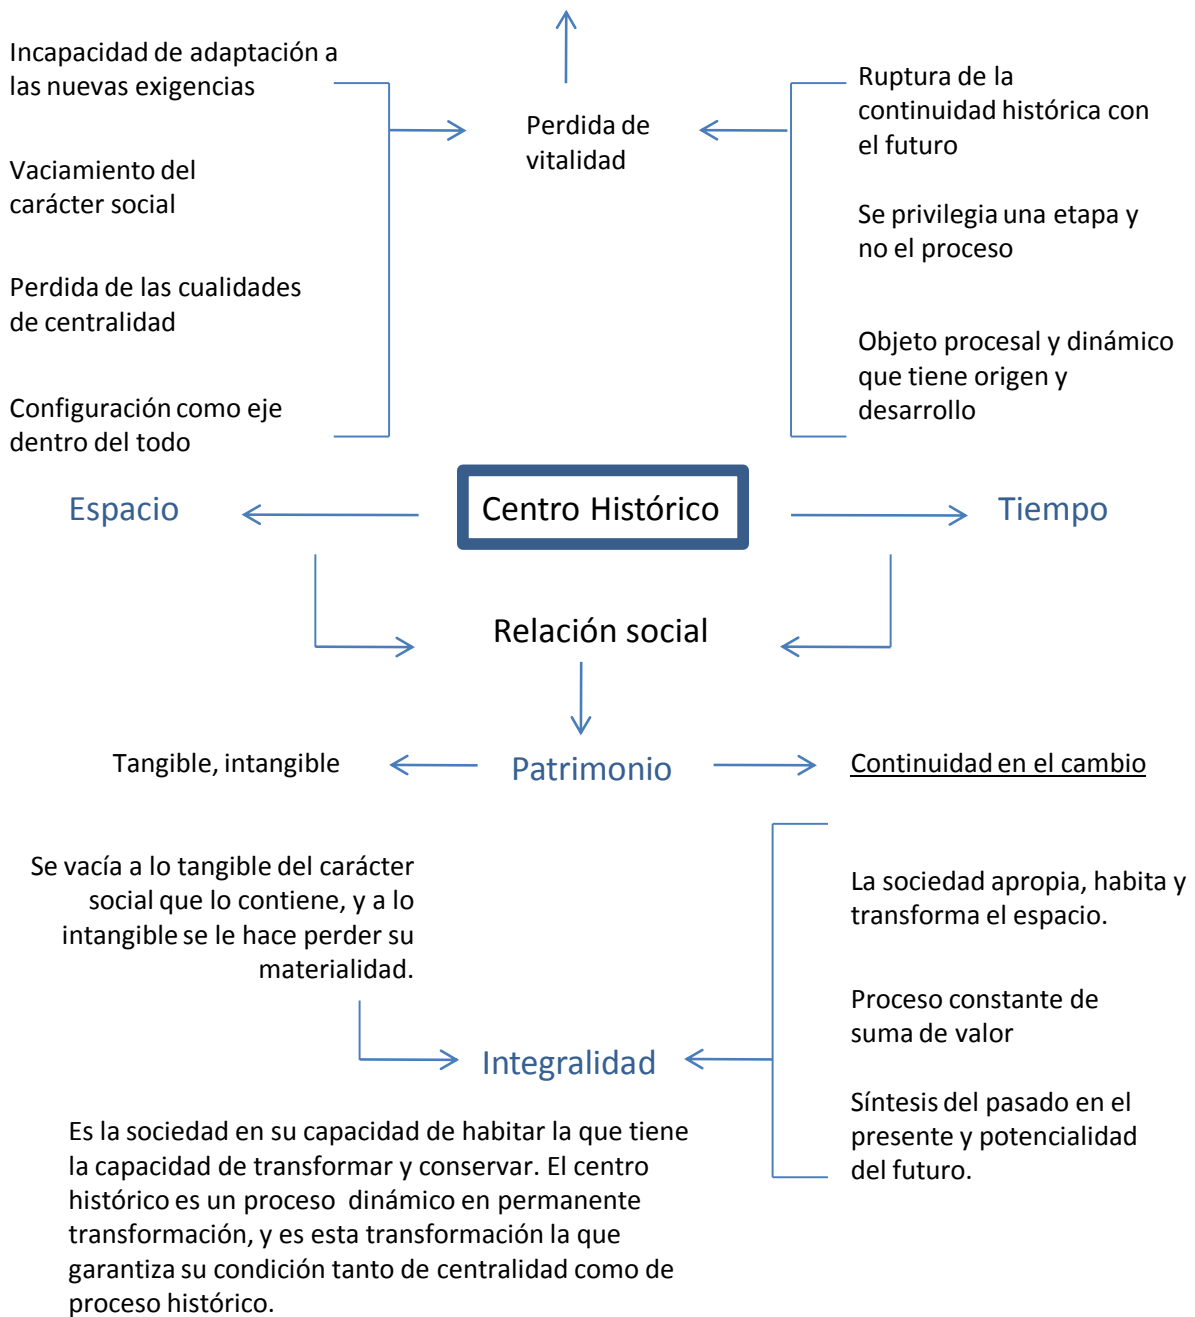 Incapacidad de adaptación a
las nuevas exigencias
Vaciamiento del
carácter social
Perdida de las cualidades
de centralidad
Configuración como eje
dentro del todo
Perdida de
vitalidad
Ruptura de la
continuidad histórica con
el futuro
Se privilegia una etapa y
no el proceso
Objeto procesal y dinámico
que tiene origen y
desarrollo
Espacio
Centro Histórico
Tiempo
Relación social
Tangible, intangible
Patrimonio
Continuidad en el cambio
Se vacía a lo tangible del carácter
social que lo contiene, y a lo
intangible se le hace perder su
materialidad.
La sociedad apropia, habita y
transforma el espacio.
Proceso constante de
suma de valor
Síntesis del pasado en el
presente y potencialidad
del futuro.
Integralidad
Es la sociedad en su capacidad de habitar la que tiene
la capacidad de transformar y conservar. El centro
histórico es un proceso dinámico en permanente
transformación, y es esta transformación la que
garantiza su condición tanto de centralidad como de
proceso histórico.